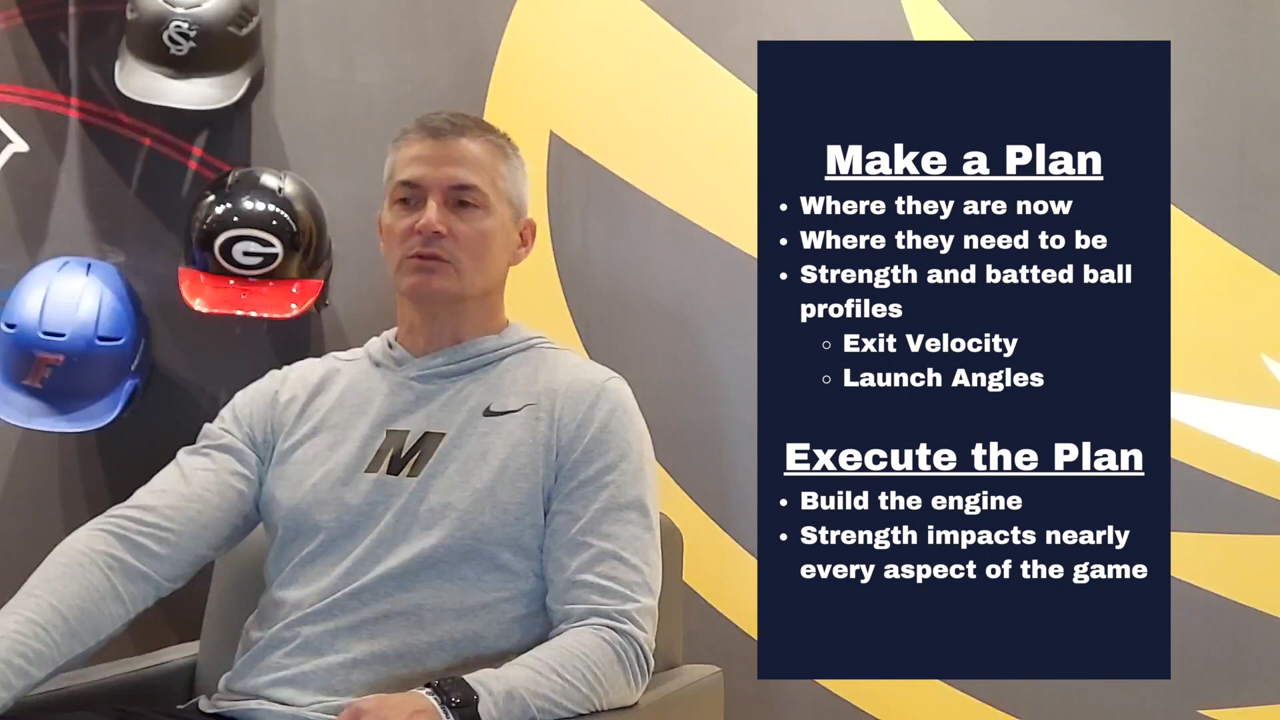 SC
G
F
M
Make a Plan
Where they are now
Where they need to be
Strength and batted ball
profiles
Exit Velocity
Launch Angles
Execute the Plan
Build the engine
Strength impacts nearly
every aspect of the game